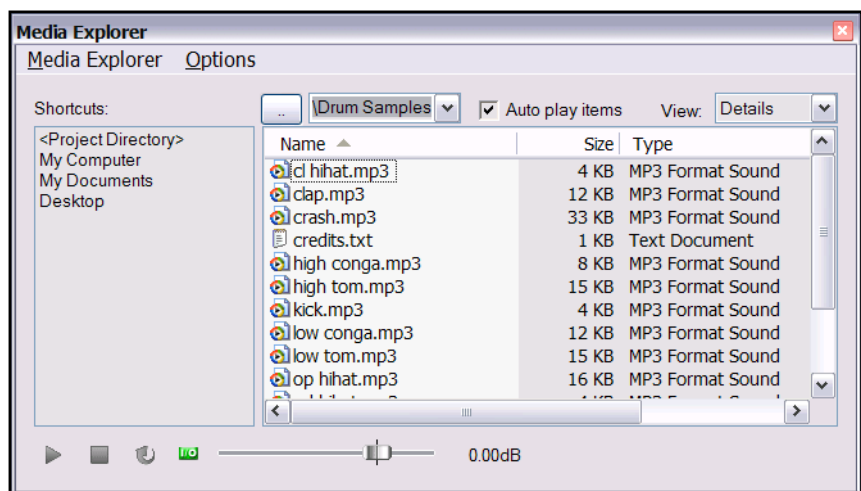 Media Explorer
Media Explorer Options
Shortcuts: .. \Drum Samples Auto play items View: Details
<Project Directory>
My Computer
My Documents
Desktop
Name Size Type
cl hihat.mp3 4 KB MP3 Format Sound
clap.mp3 12 KB MP3 Format Sound
crash.mp3 33 KB MP3 Format Sound
credits.txt 1 KB Text Document
high conga.mp3 8 KB MP3 Format Sound
high tom.mp3 15 KB MP3 Format Sound
kick.mp3 4 KB MP3 Format Sound
low conga.mp3 12 KB MP3 Format Sound
low tom.mp3 15 KB MP3 Format Sound
op hihat.mp3 16 KB MP3 Format Sound
I/O 0.00dB